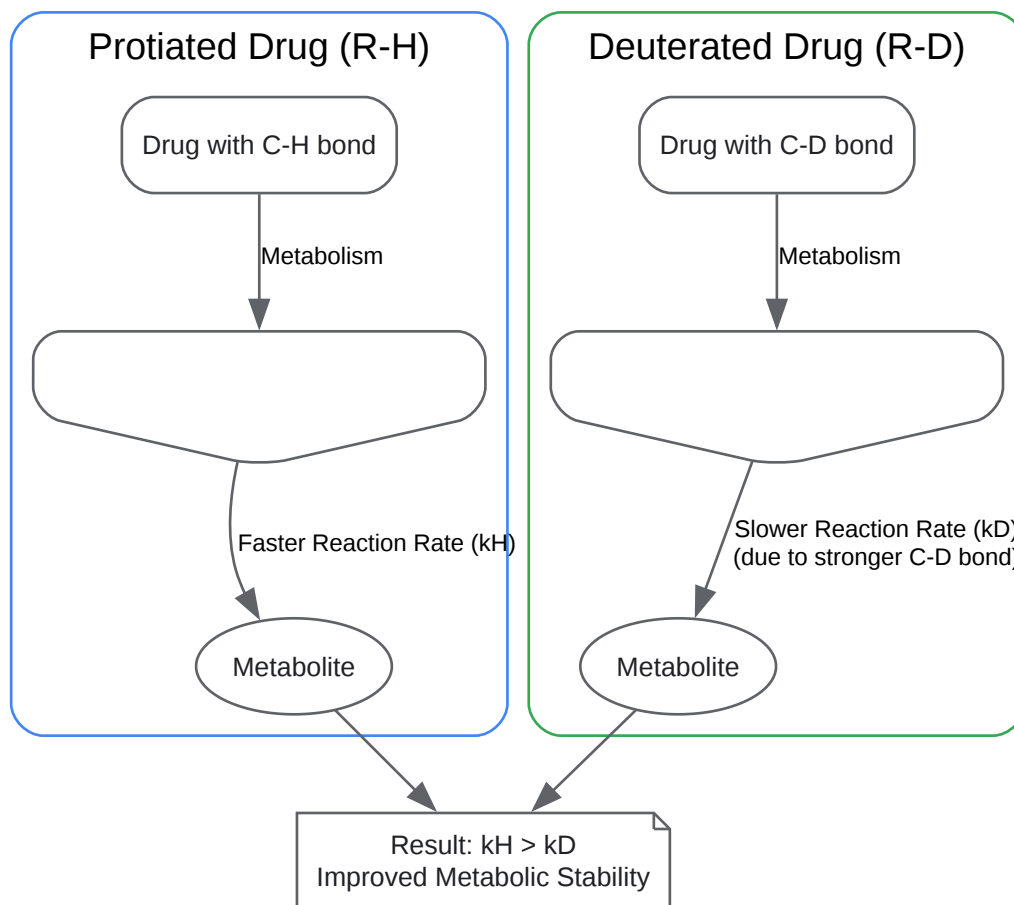 Protiated Drug (R-H)
Drug with C-H bond
Metabolism
Faster Reaction Rate (kH)
Metabolite
Deuterated Drug (R-D)
Drug with C-D bond
Metabolism
Slower Reaction Rate (kD)
(due to stronger C-D bond)
Metabolite
Result: kH > kD
Improved Metabolic Stability